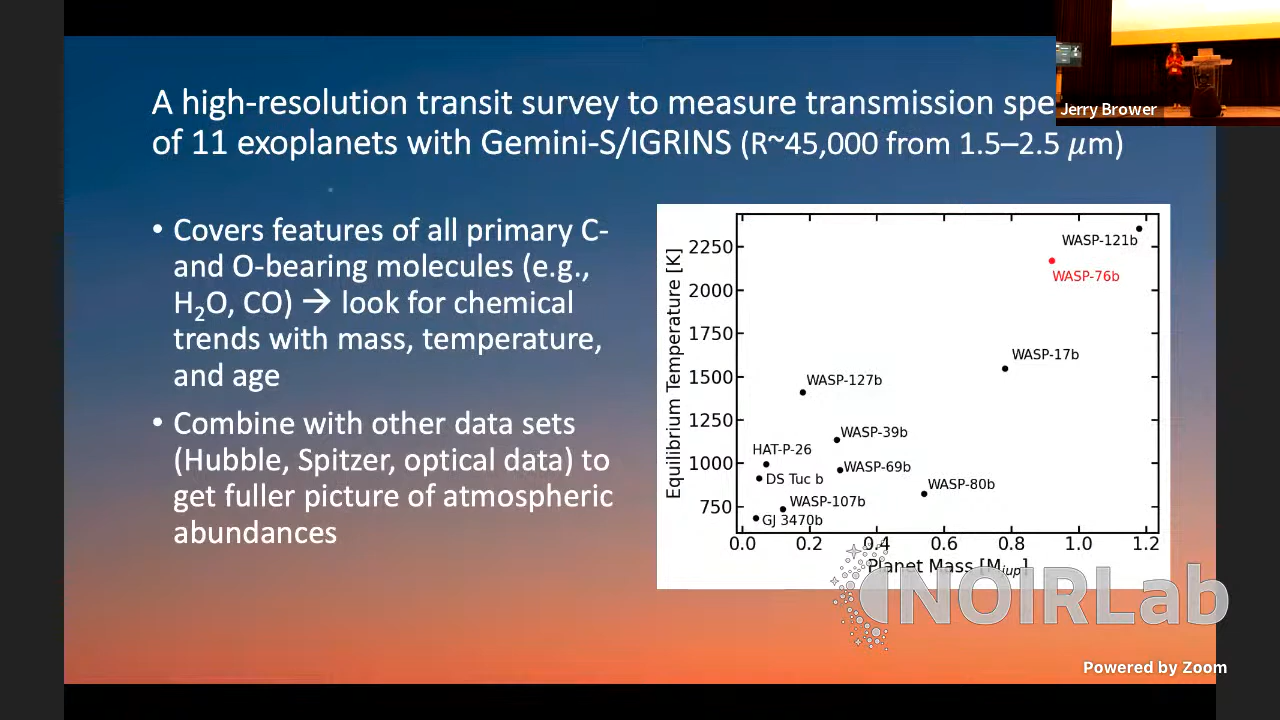 A high-resolution transit survey to measure transmission spe
of 11 exoplanets with Gemini-S/IGRINS (R~45,000 from 1.5–2.5 𝜇m)
Jerry Brower
• Covers features of all primary C-
and O-bearing molecules (e.g.,
H₂O, CO) → look for chemical
trends with mass, temperature,
and age
• Combine with other data sets
(Hubble, Spitzer, optical data) to
get fuller picture of atmospheric
abundances
Equilibrium Temperature [K]
2250
2000
1750
1500
1250
1000
750
WASP-121b
WASP-76b
WASP-17b
WASP-127b
WASP-39b
HAT-P-26
WASP-69b
DS Tuc b
WASP-80b
WASP-107b
GJ 3470b
0.0 0.2 0.4 0.6 0.8 1.0 1.2
Planet Mass [Mjup]
NOIRLab
Powered by Zoom